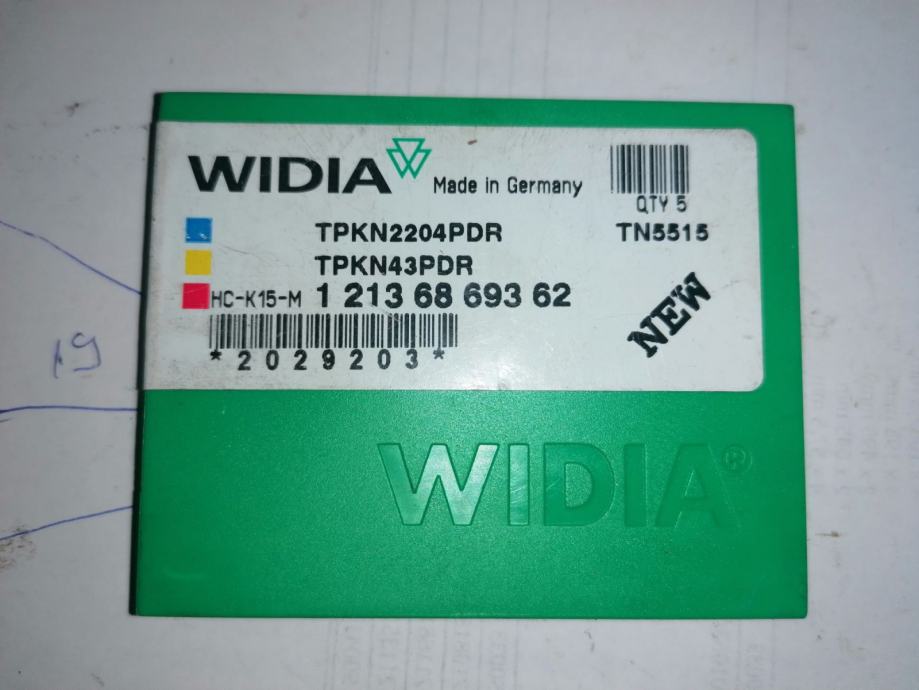 WIDIA Made in Germany
QTY 5
TPKN2204PDR TN5515
TPKN43PDR
HC-K15-M 1 213 68 693 62
NEW
*2029203*
WIDIA®
19